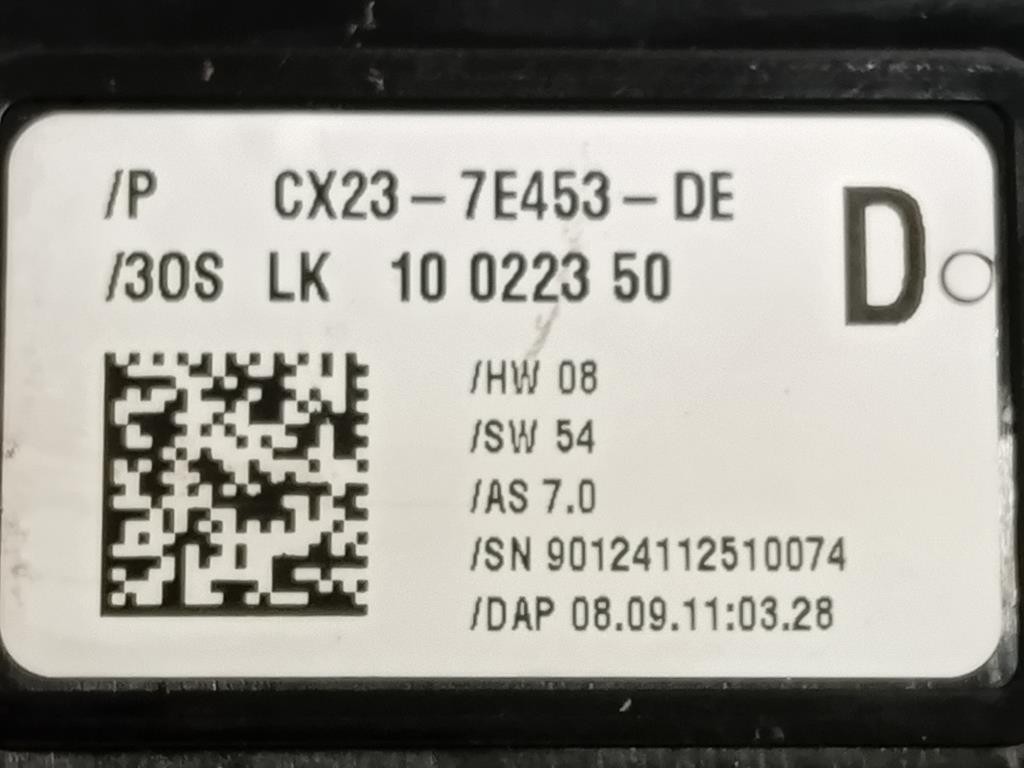 /P CX23-7E453-DE
D
/30S LK 10 0223 50
/HW 08
/SW 54
/AS 7.0
/SN 90124112510074
/DAP 08.09.11:03.28